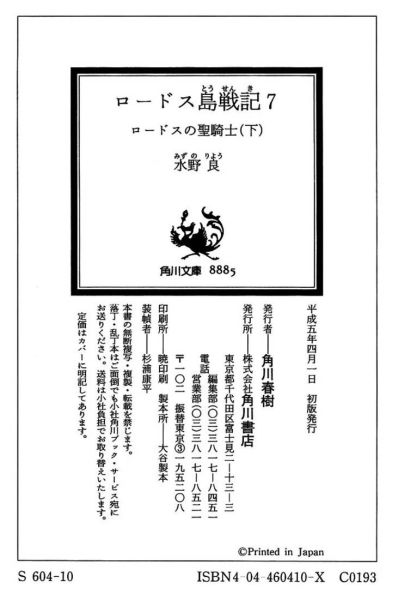 とうせんき
ロードス島戦記7
ロードスの聖騎士(下)
みずの りょう
水野 良
角川文庫 8885
平成五年四月一日 初版発行
発行者──角川春樹
発行所──株式会社角川書店
東京都千代田区富士見二─十三─三
電話 編集部(〇三)三八一七─八四五一
営業部(〇三)三八一七─八五二一
〒一〇二 振替東京③一九五二〇八
印刷所──暁印刷 製本所──大谷製本
装幀者──杉浦康平
本書の無断複写・複製・転載を禁じます。
落丁・乱丁本はご面倒でも小社角川ブック・サービス宛に
お送りください。送料は小社負担でお取り替えいたします。
定価はカバーに明記してあります。
©Printed in Japan
S 604-10 ISBN4-04-460410-X C0193